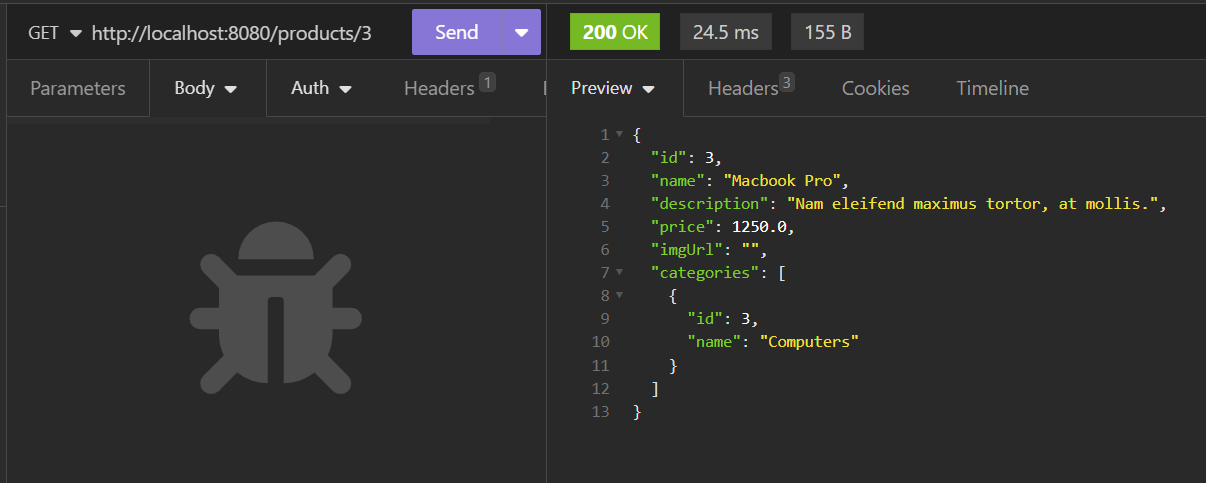 GET http://localhost:8080/products/3 Send
200 OK 24.5 ms 155 B
Parameters Body Auth Headers 1
Preview Headers 3 Cookies Timeline
1 {
2 "id": 3,
3 "name": "Macbook Pro",
4 "description": "Nam eleifend maximus tortor, at mollis.",
5 "price": 1250.0,
6 "imgUrl": "",
7 "categories": [
8 {
9 "id": 3,
10 "name": "Computers"
11 }
12 ]
13 }